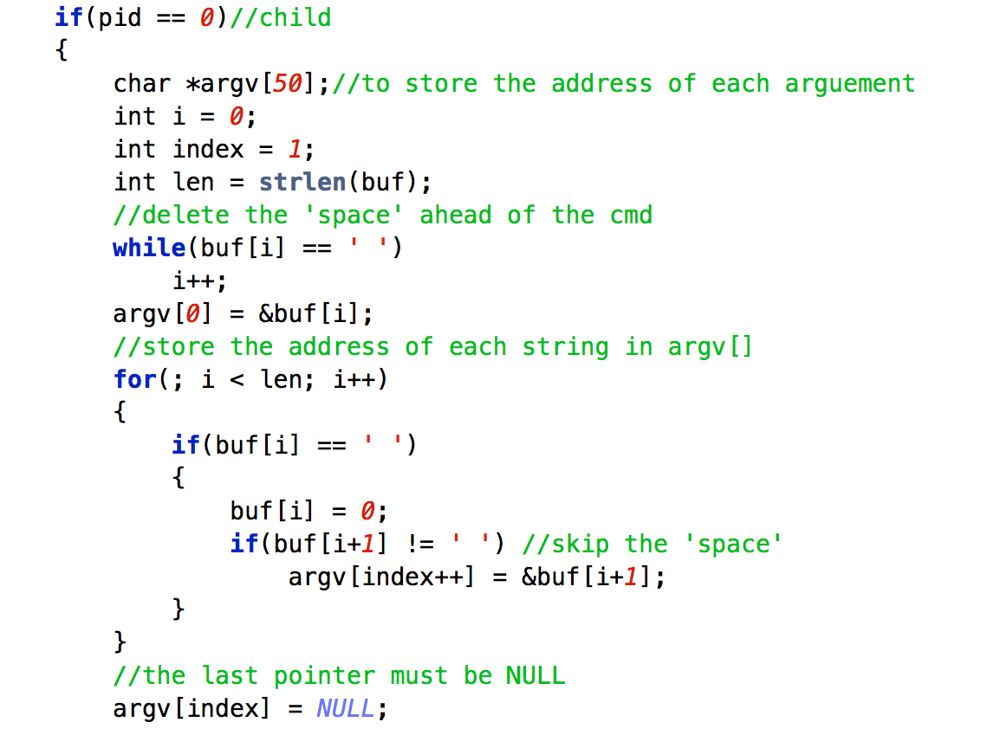 if(pid == 0)//child
{
    char *argv[50];//to store the address of each arguement
    int i = 0;
    int index = 1;
    int len = strlen(buf);
    //delete the 'space' ahead of the cmd
    while(buf[i] == ' ')
        i++;
    argv[0] = &buf[i];
    //store the address of each string in argv[]
    for(; i < len; i++)
    {
        if(buf[i] == ' ')
        {
            buf[i] = 0;
            if(buf[i+1] != ' ') //skip the 'space'
                argv[index++] = &buf[i+1];
        }
    }
    //the last pointer must be NULL
    argv[index] = NULL;